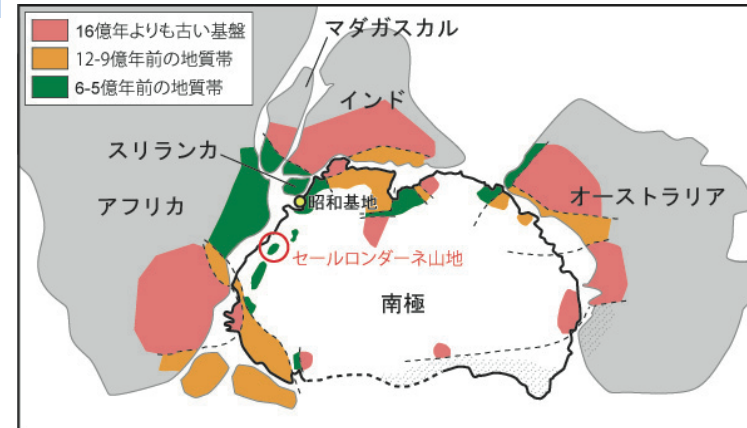 16億年よりも古い基盤
12-9億年前の地質帯
6-5億年前の地質帯
マダガスカル
インド
スリランカ
昭和基地
アフリカ
オーストラリア
セールロンダーネ山地
南極